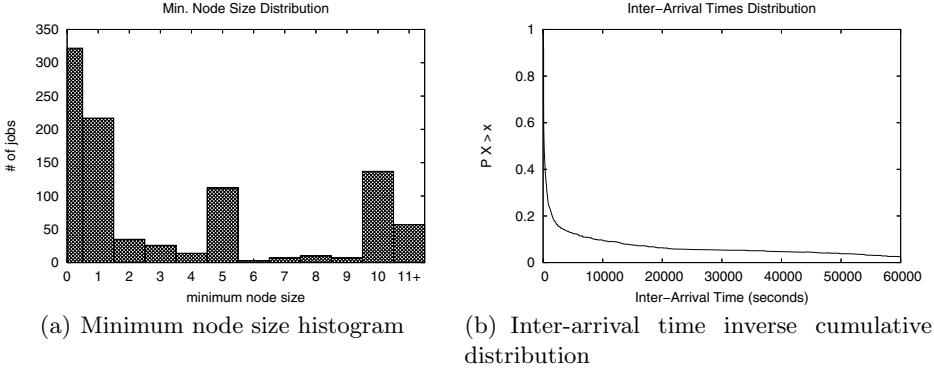 Min. Node Size Distribution
350
300
250
200
150
100
50
0
# of jobs
0 1 2 3 4 5 6 7 8 9 10 11+
minimum node size
(a) Minimum node size histogram
Inter-Arrival Times Distribution
1
0.8
0.6
0.4
0.2
0
P X > x
0 10000 20000 30000 40000 50000 60000
Inter-Arrival Time (seconds)
(b) Inter-arrival time inverse cumulative
distribution